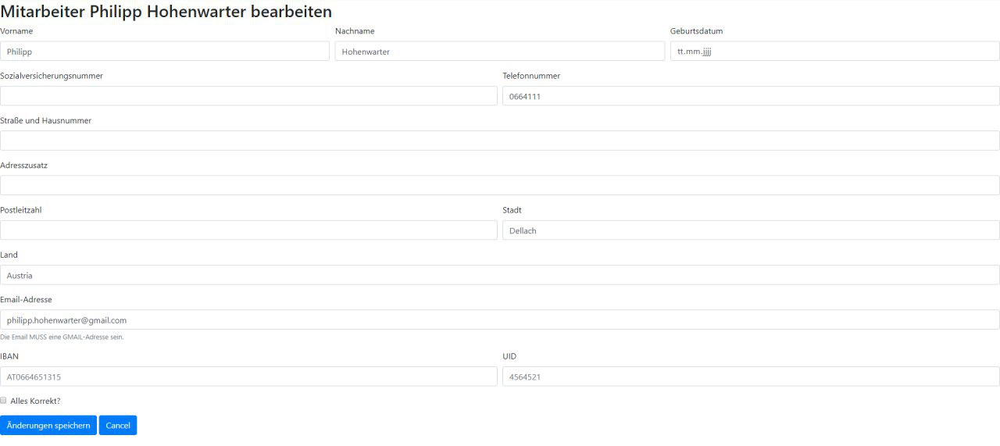 Mitarbeiter Philipp Hohenwarter bearbeiten
Vorname Nachname Geburtsdatum
Philipp Hohenwarter tt.mm.jjjj
Sozialversicherungsnummer Telefonnummer
0664111
Straße und Hausnummer
Adresszusatz
Postleitzahl Stadt
Dellach
Land
Austria
Email-Adresse
philipp.hohenwarter@gmail.com
Die Email MUSS eine GMAIL-Adresse sein.
IBAN UID
AT0664651315 4564521
Alles Korrekt?
Änderungen speichern Cancel